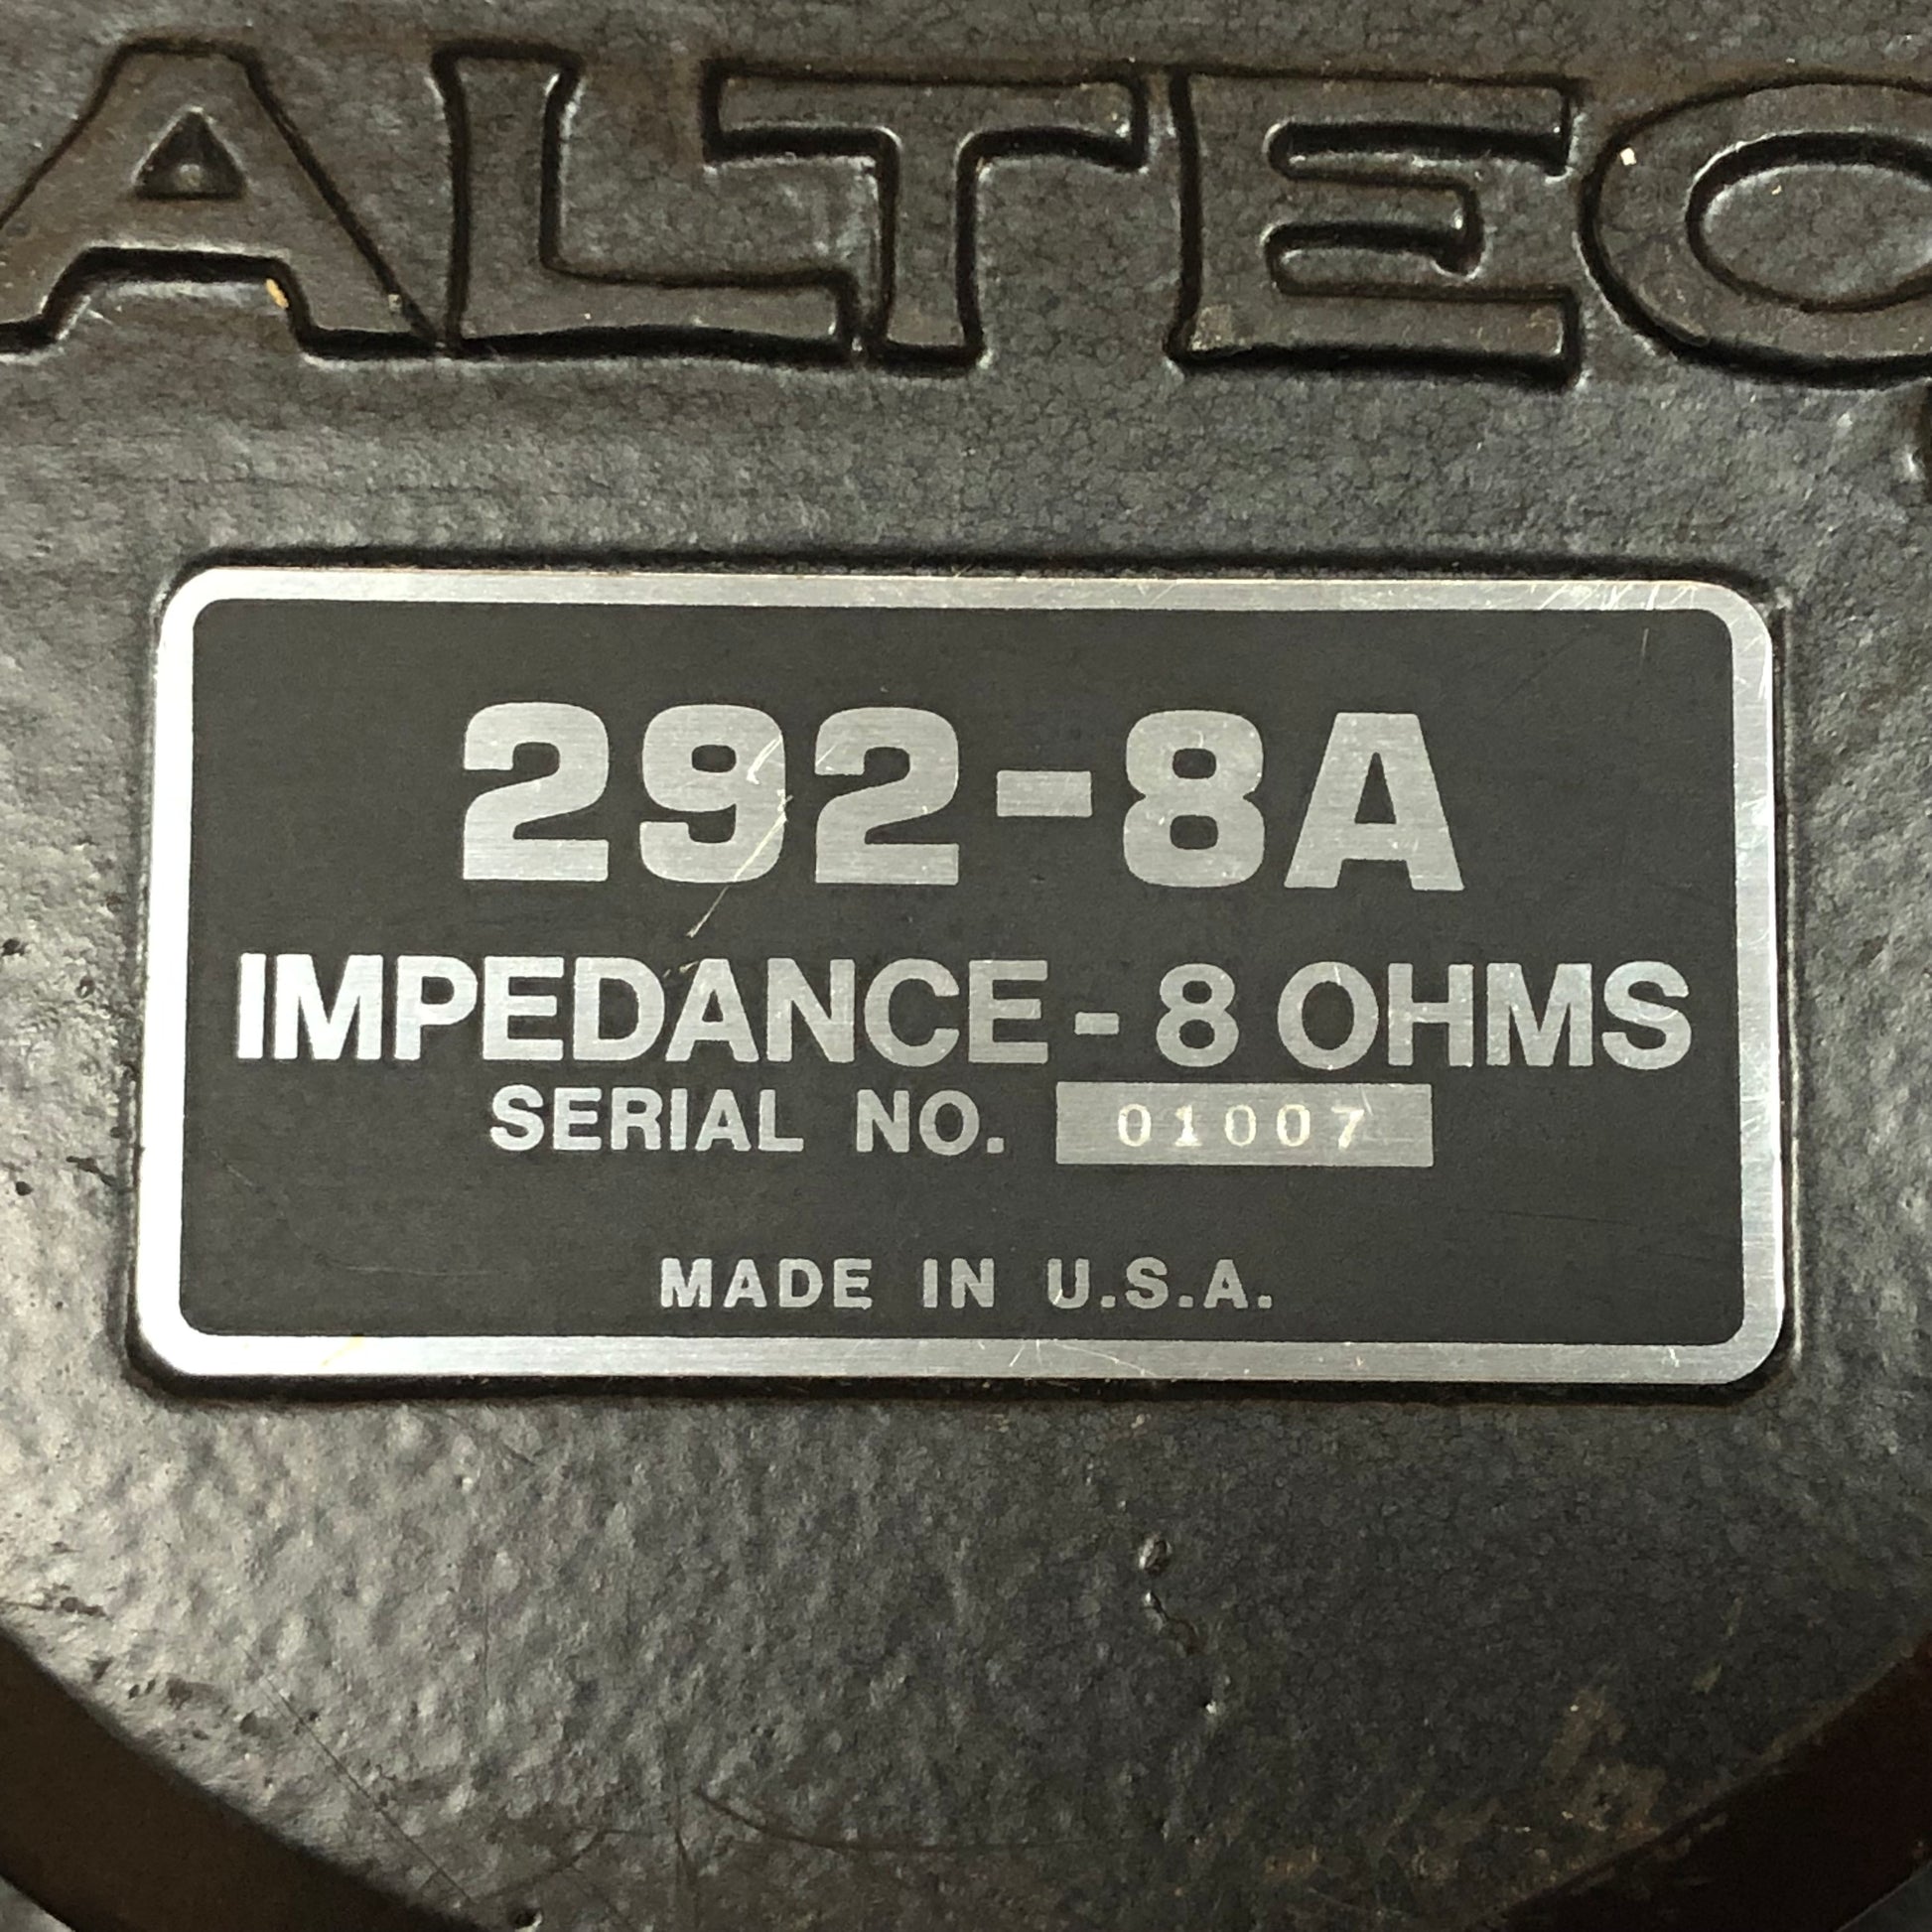 ALTEC
292-8A
IMPEDANCE - 8 OHMS
SERIAL NO. 01007
MADE IN U.S.A.